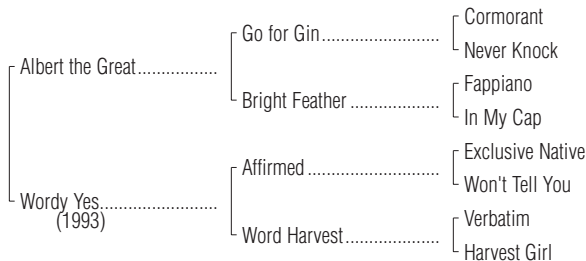 Cormorant
Go for Gin
Never Knock
Albert the Great
Fappiano
Bright Feather
In My Cap
Exclusive Native
Affirmed
Won't Tell You
Wordy Yes
(1993)
Verbatim
Word Harvest
Harvest Girl